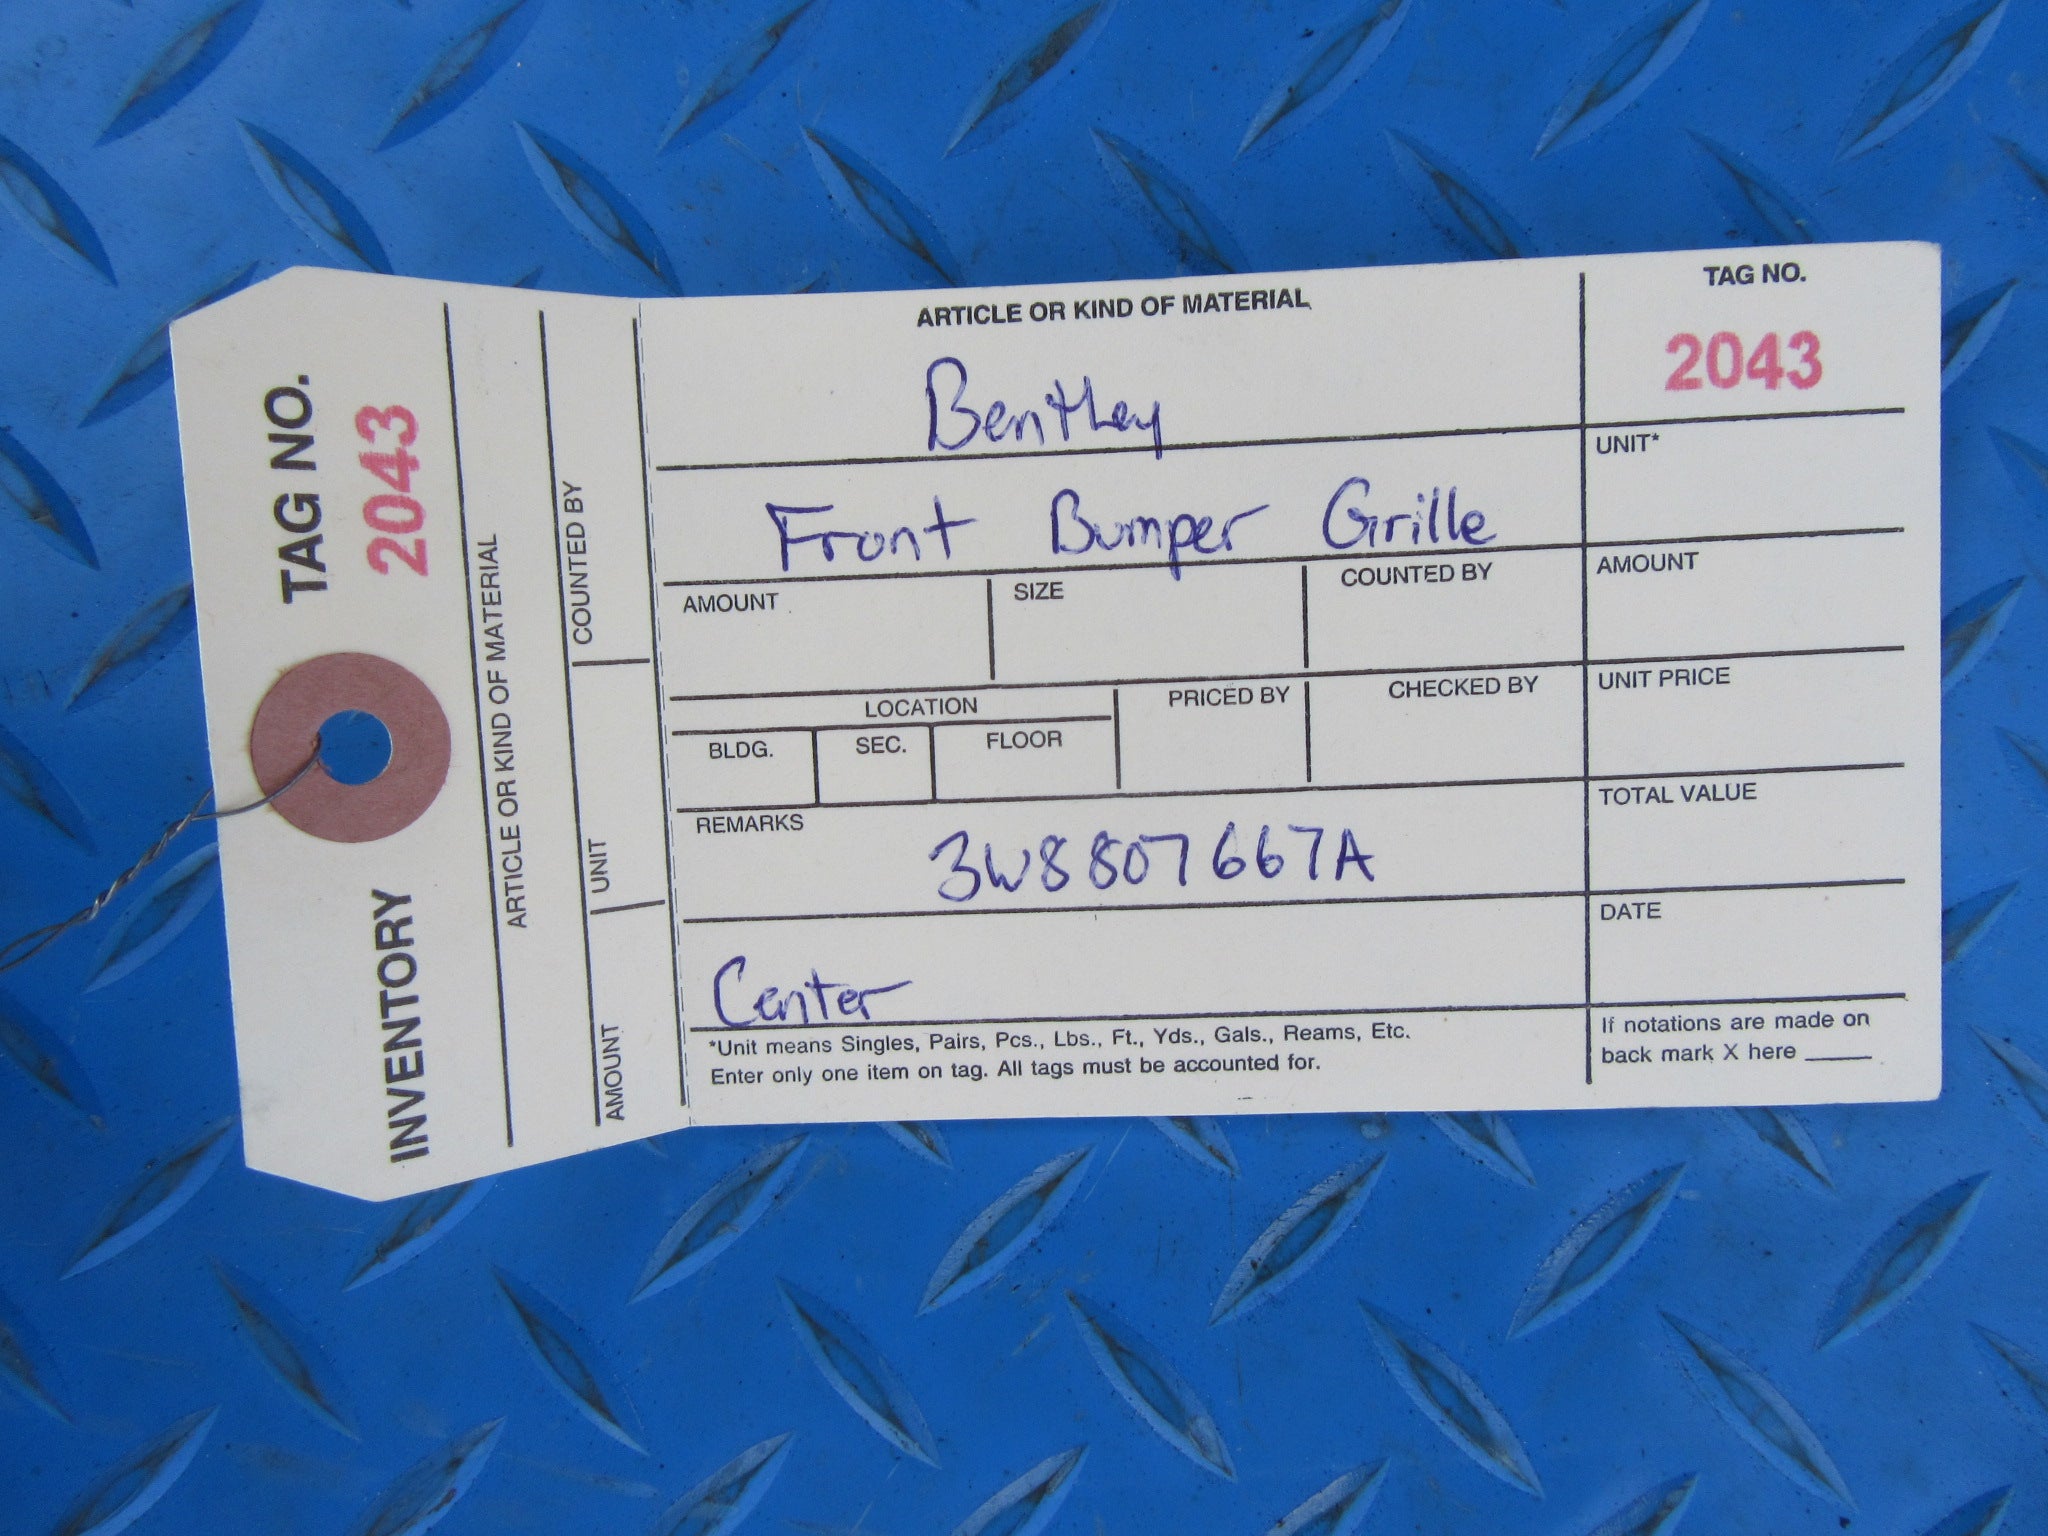 INVENTORY TAG NO.
2043
ARTICLE OR KIND OF MATERIAL
AMOUNT UNIT COUNTED BY
ARTICLE OR KIND OF MATERIAL
Bentley
Front Bumper Grille
AMOUNT SIZE COUNTED BY
LOCATION PRICED BY CHECKED BY
BLDG. SEC. FLOOR
REMARKS
3W8807667A
Center
*Unit means Singles, Pairs, Pcs., Lbs., Ft., Yds., Gals., Reams, Etc.
Enter only one item on tag. All tags must be accounted for.
TAG NO.
2043
UNIT*
AMOUNT
UNIT PRICE
TOTAL VALUE
DATE
If notations are made on
back mark X here ____